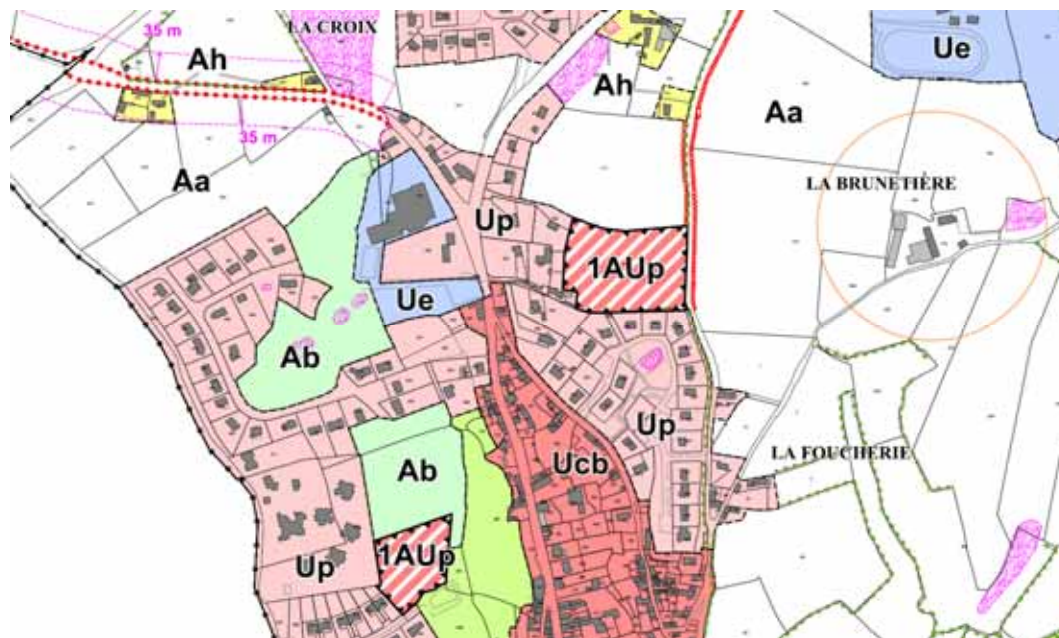 LA CROIX
35 m
Ah
Ue
Ah
Aa
35 m
Aa
LA BRUNETIÈRE
Up
1AUp
Ue
Ab
Up
LA FOUCHERIE
Ab
Ucb
1AUp
Up